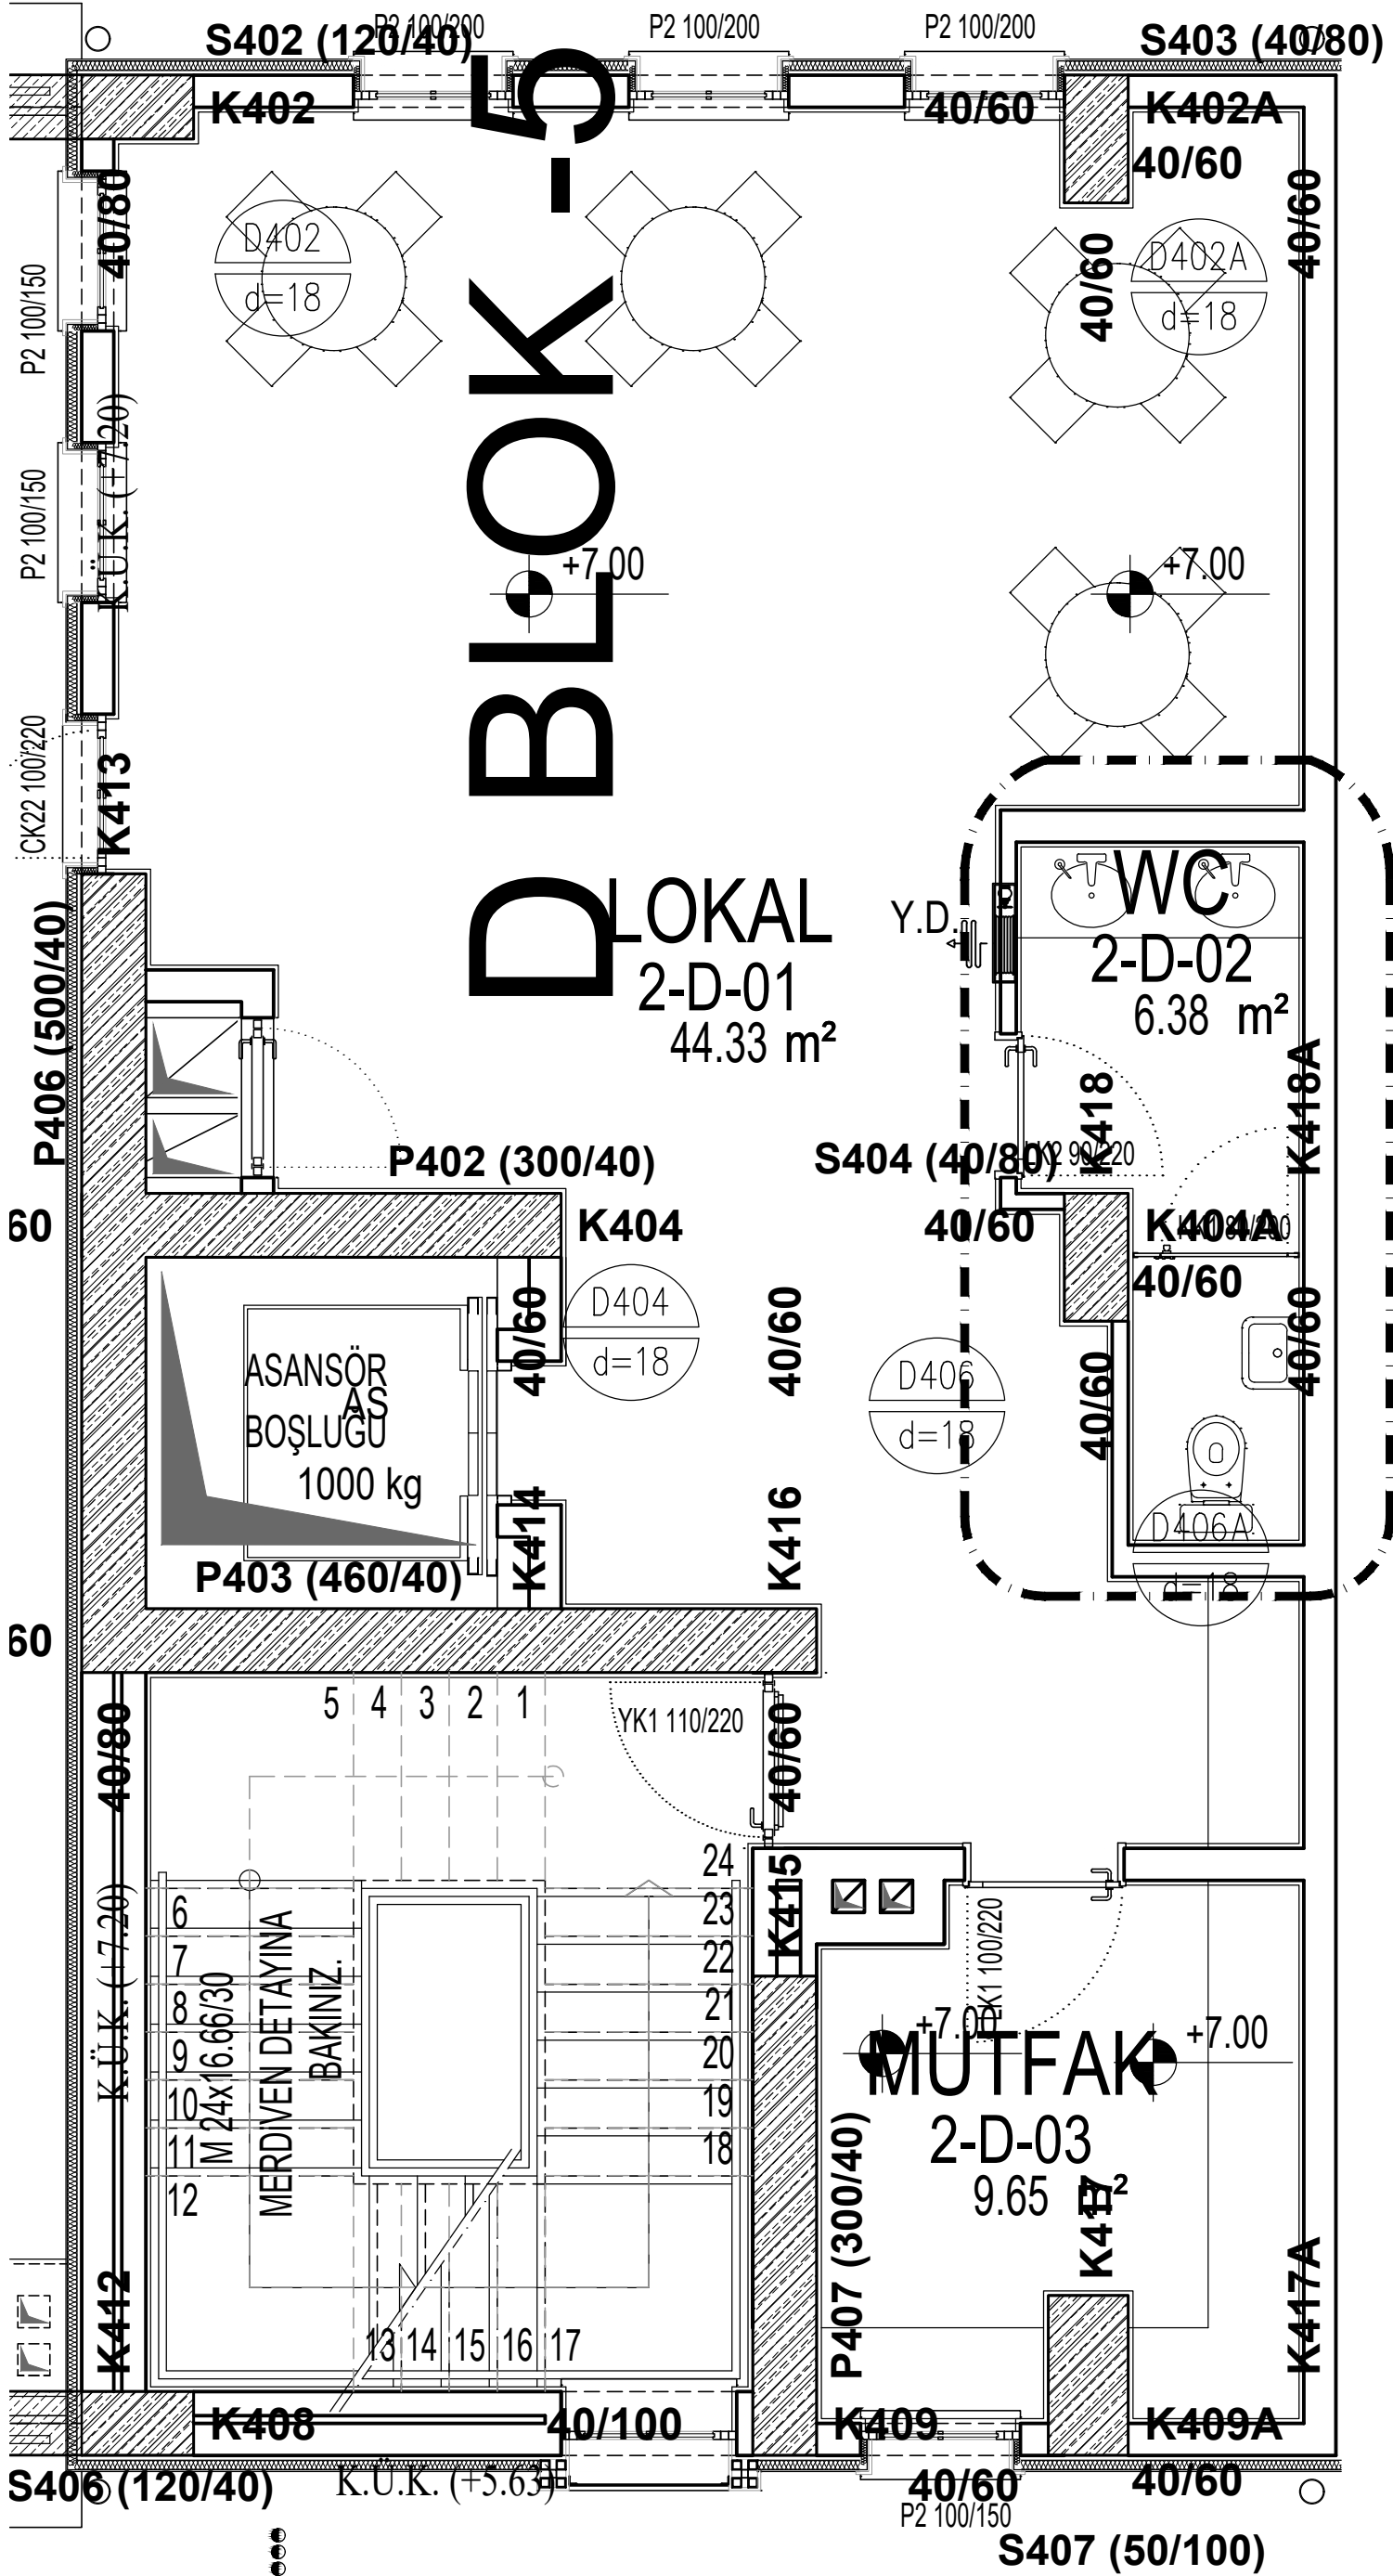 P2 100/200
P2 100/200
P2 100/200
S402 (120/40)
S403 (40/80)
K402
40/60
K402A
40/60
40/80
40/60
40/60
D402
d=18
D402A
d=18
P2 100/150
P2 100/150
K.Ü.K. (+7.20)
D BLOK -5
+7.00
+7.00
CK22 100/220
K413
LOKAL
2-D-01
44.33 m²
Y.D.
WC
2-D-02
6.38 m²
P406 (500/40)
K418
K418A
P402 (300/40)
S404 (40/80)
90/220
60
K404
40/60
K404A
40/60
D404
d=18
40/60
40/60
40/60
40/60
D406
d=18
ASANSÖR
AS
BOŞLUĞU
1000 kg
K414
K416
D406A
d=18
P403 (460/40)
60
5 4 3 2 1
YK1 110/220
40/80
40/60
24
23
22
21
20
19
18
K415
6
7
8
9
10
11
12
K.Ü.K. (+7.20)
M 24x16.66/30
MERDİVEN DETAYINA
BAKINIZ.
LK1 100/220
+7.00
+7.00
MUTFAK
2-D-03
9.65 m²
P407 (300/40)
K417
K417A
K412
13 14 15 16 17
K408
40/100
K409
K409A
S406 (120/40)
K.Ü.K. (+5.63)
40/60
40/60
P2 100/150
S407 (50/100)